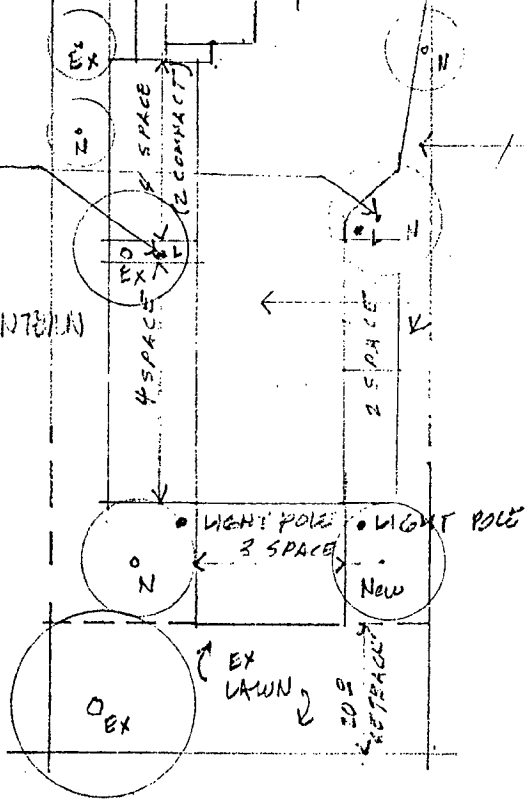 EX
N
4 SPACE
(2 COMPACT)
N
EX
L
L
N
4 SPACE
2 SPACE
LIGHT POLE
LIGHT POLE
3 SPACE
N
New
EX
LAWN
EX
SETBACK